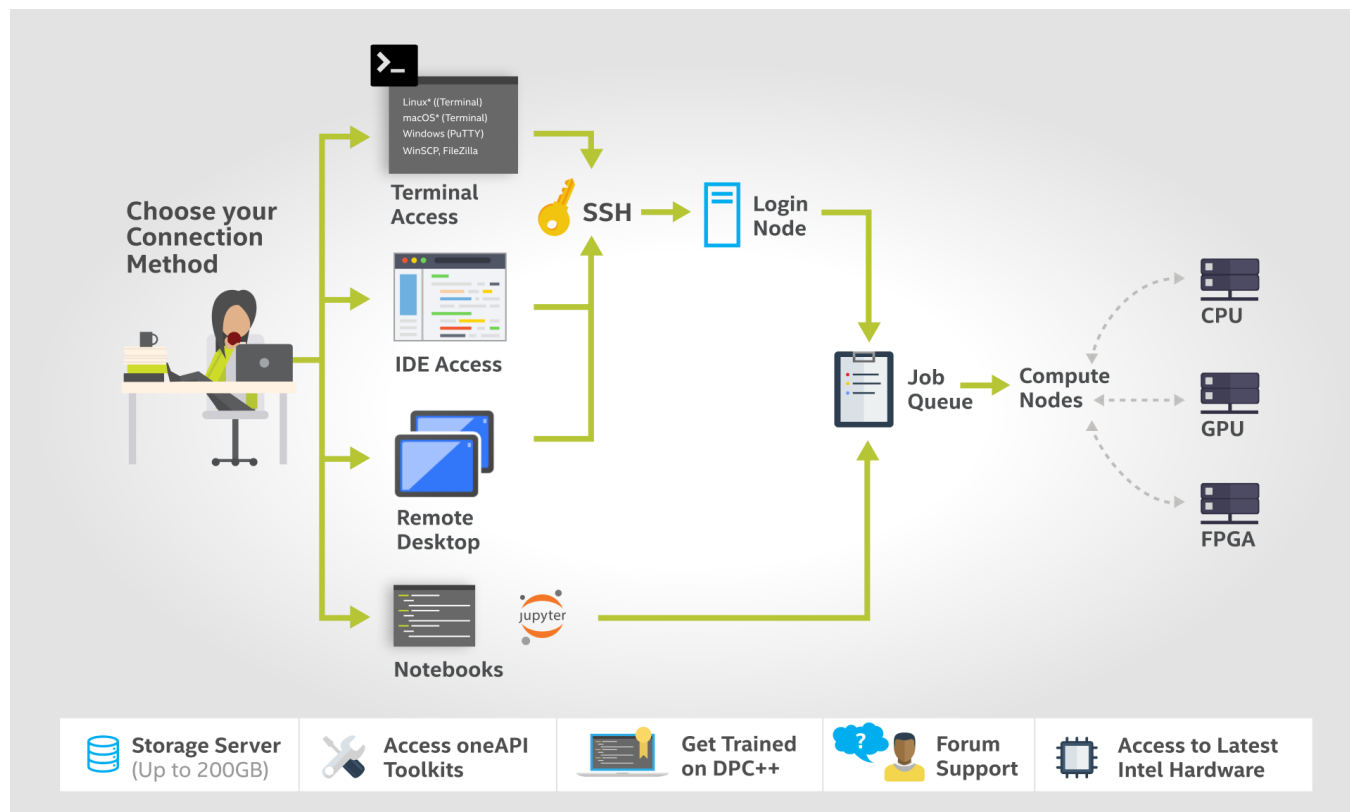 Linux* ((Terminal)
macOS* (Terminal)
Windows (PuTTY)
WinSCP, FileZilla
Terminal
Access
Choose your
Connection
Method
SSH
Login
Node
IDE Access
CPU
Job
Queue
Compute
Nodes
GPU
Remote
Desktop
FPGA
jupyter
Notebooks
Storage Server
(Up to 200GB)
Access oneAPI
Toolkits
Get Trained
on DPC++
?
Forum
Support
Access to Latest
Intel Hardware